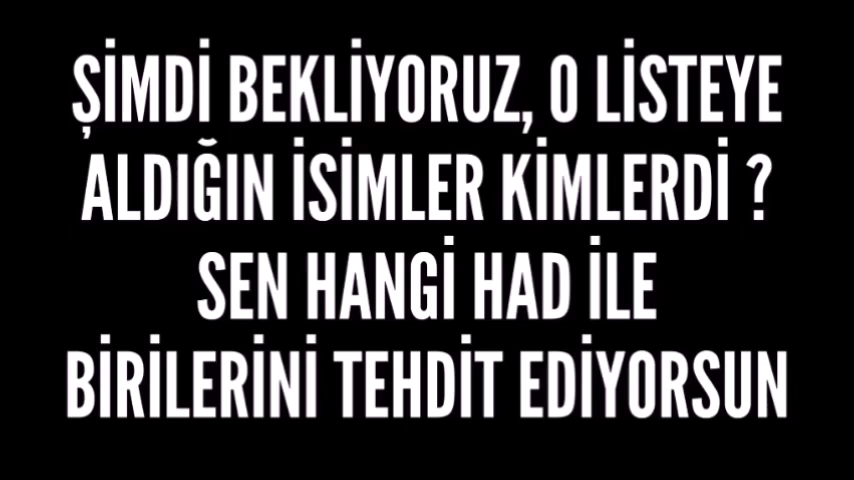 ŞİMDİ BEKLİYORUZ, O LİSTEYE
ALDIĞIN İSİMLER KİMLERDİ ?
SEN HANGİ HAD İLE
BİRİLERİNİ TEHDİT EDİYORSUN